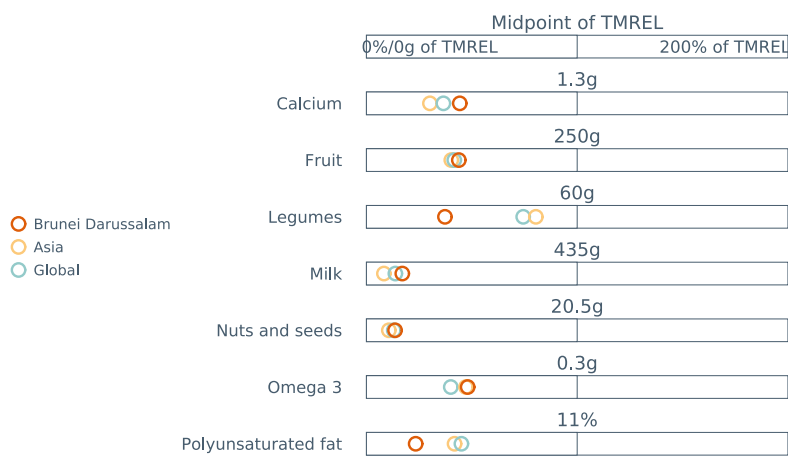 Midpoint of TMREL
0%/0g of TMREL
200% of TMREL
1.3g
Calcium
250g
Fruit
60g
Legumes
Brunei Darussalam
Asia
Global
435g
Milk
20.5g
Nuts and seeds
0.3g
Omega 3
11%
Polyunsaturated fat